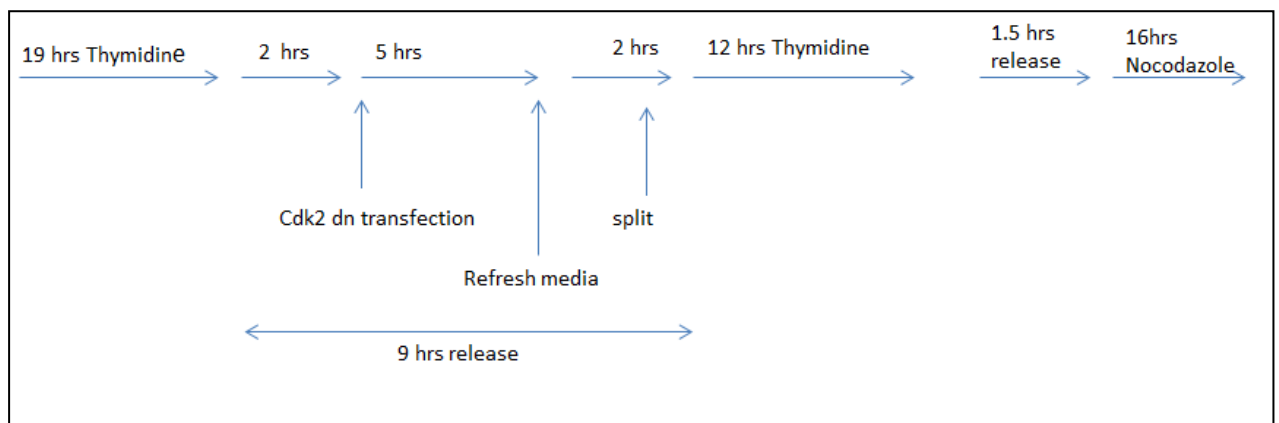 19 hrs Thymidine
2 hrs
5 hrs
2 hrs
12 hrs Thymidine
1.5 hrs
release
16hrs
Nocodazole
Cdk2 dn transfection
split
Refresh media
9 hrs release